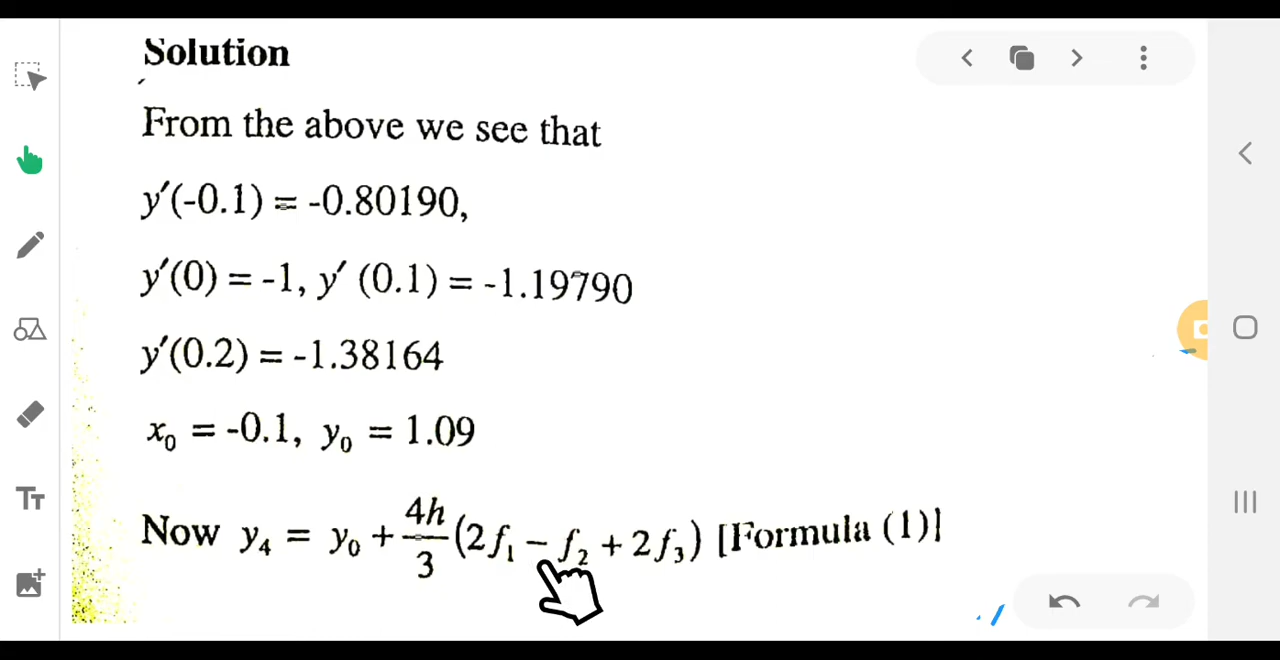 Solution
From the above we see that
y′(-0.1) = -0.80190,
y′(0) = -1, y′ (0.1) = -1.19790
y′(0.2) = -1.38164
x₀ = -0.1, y₀ = 1.09
Now y₄ = y₀ + 4h/3 (2f₁ − f₂ + 2f₃) [Formula (1)]
TT